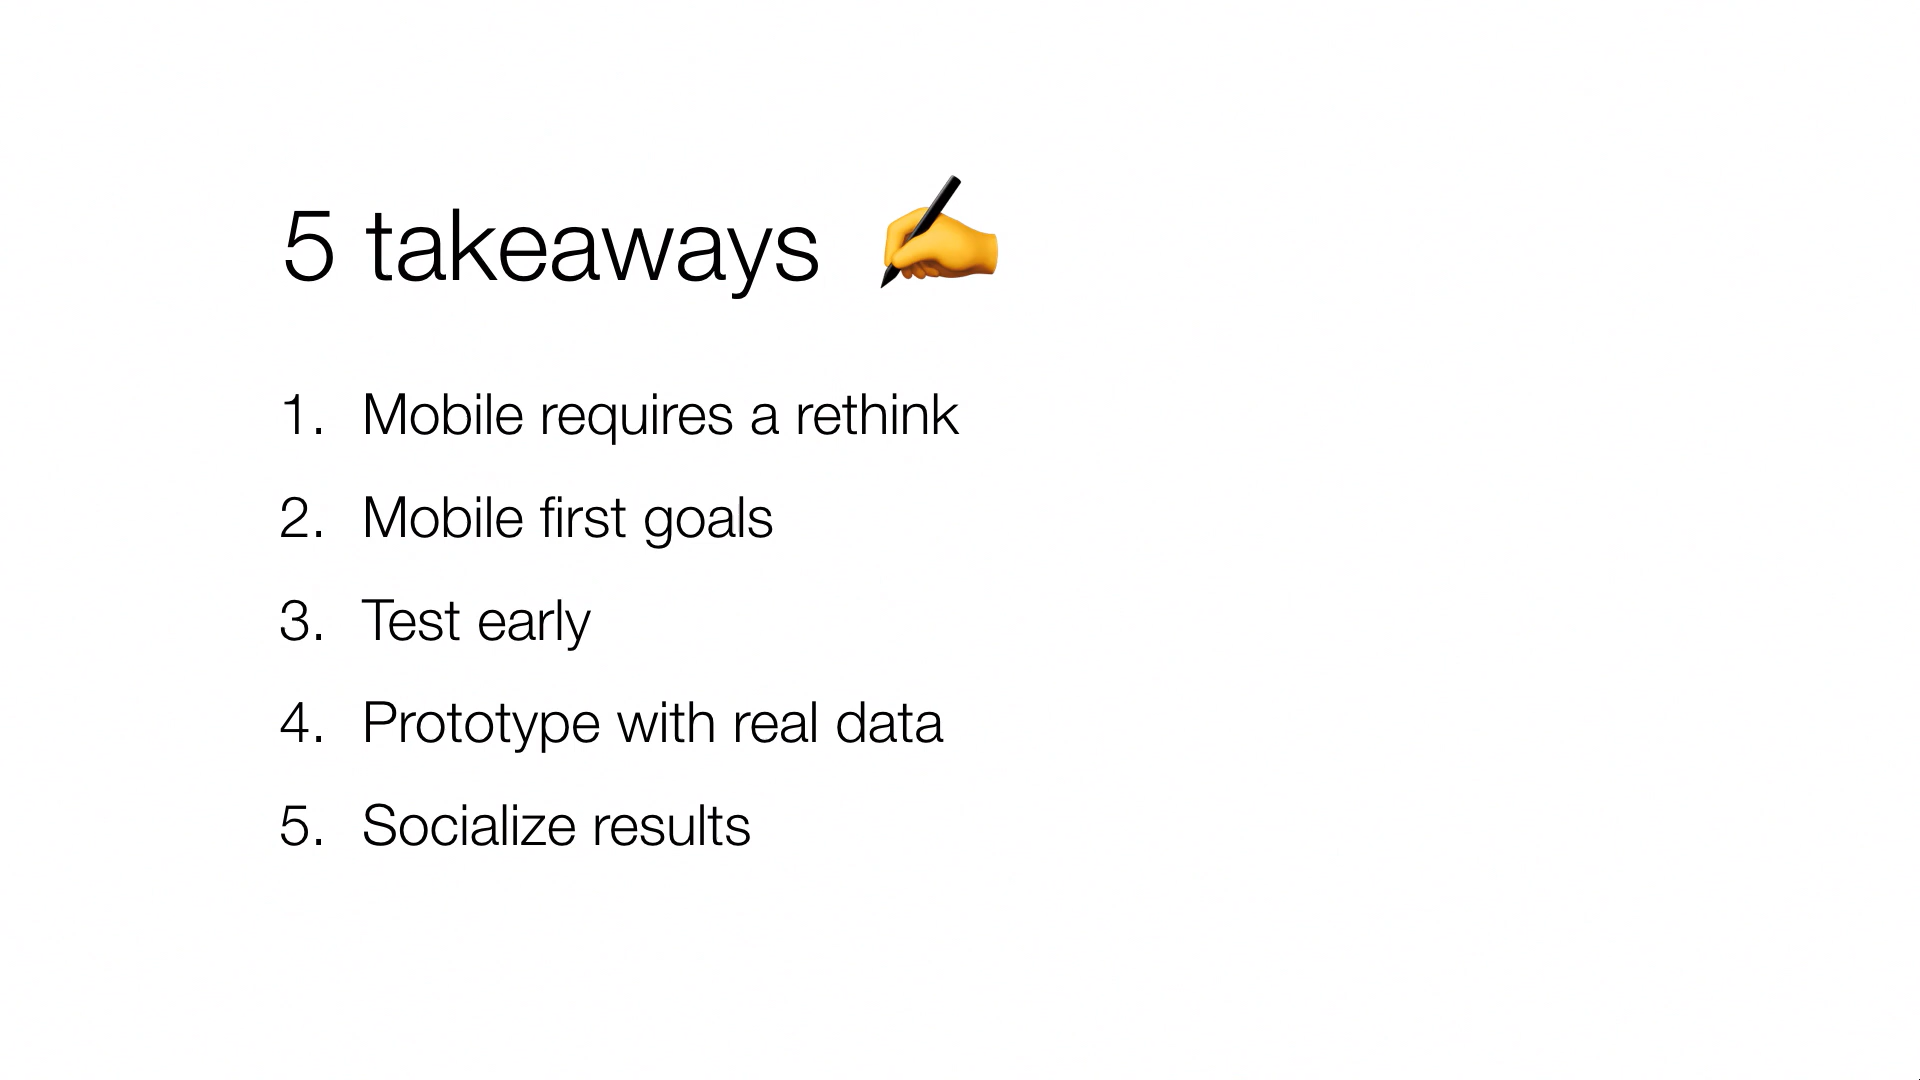 5 takeaways ✍️
1. Mobile requires a rethink
2. Mobile first goals
3. Test early
4. Prototype with real data
5. Socialize results